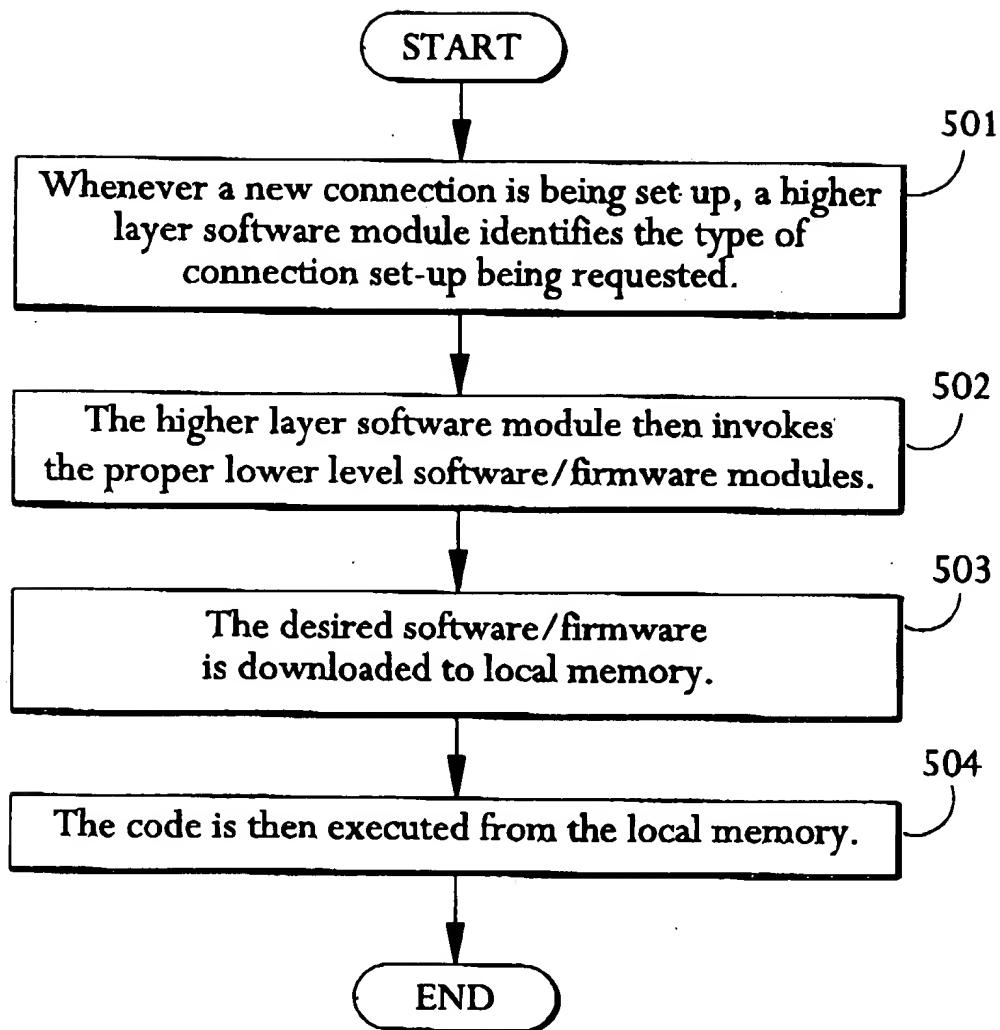 START
501
Whenever a new connection is being set up, a higher
layer software module identifies the type of
connection set-up being requested.
502
The higher layer software module then invokes
the proper lower level software/firmware modules.
503
The desired software/firmware
is downloaded to local memory.
504
The code is then executed from the local memory.
END